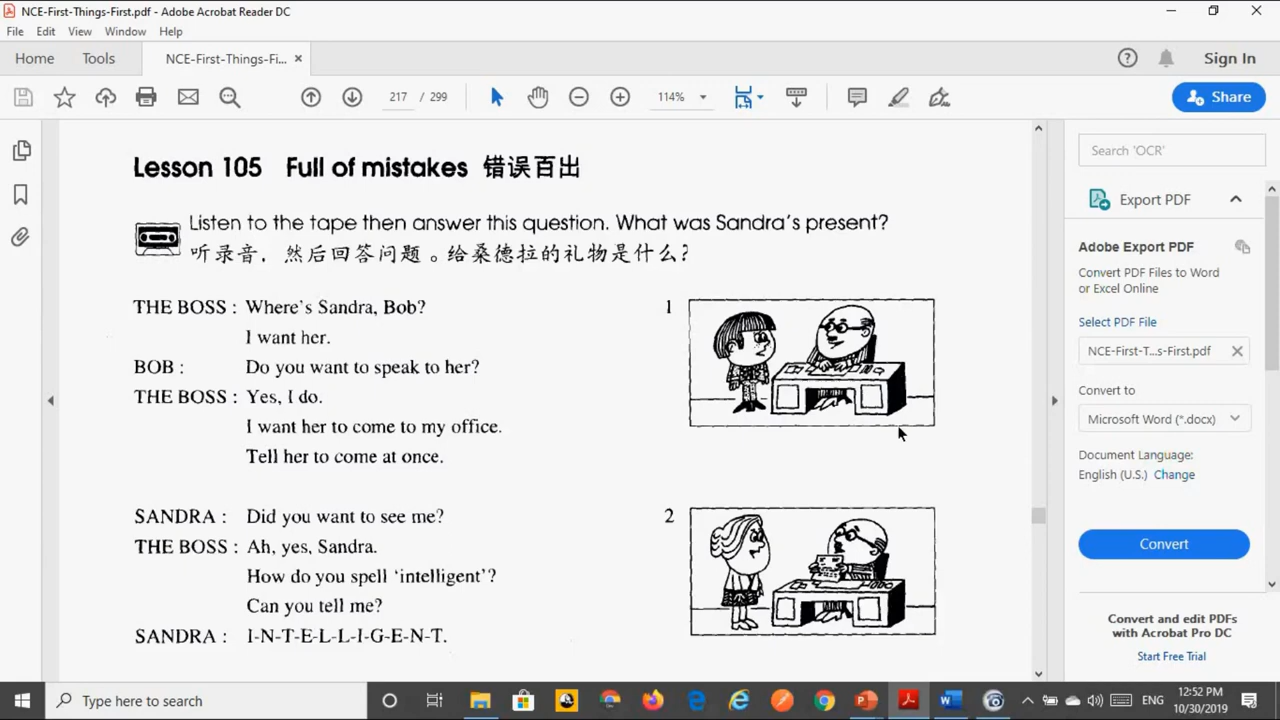 NCE-First-Things-First.pdf - Adobe Acrobat Reader DC
File Edit View Window Help
Home Tools NCE-First-Things-Fi... × Sign In
217 / 299 114% Share
Lesson 105 Full of mistakes 错误百出
Listen to the tape then answer this question. What was Sandra's present?
听录音，然后回答问题。给桑德拉的礼物是什么？
THE BOSS : Where's Sandra, Bob?
I want her.
BOB : Do you want to speak to her?
THE BOSS : Yes, I do.
I want her to come to my office.
Tell her to come at once.
1
SANDRA : Did you want to see me?
THE BOSS : Ah, yes, Sandra.
How do you spell ‘intelligent’?
Can you tell me?
SANDRA : I-N-T-E-L-L-I-G-E-N-T.
2
Search 'OCR'
Export PDF
Adobe Export PDF
Convert PDF Files to Word
or Excel Online
Select PDF File
NCE-First-T...s-First.pdf
Convert to
Microsoft Word (*.docx)
Document Language:
English (U.S.) Change
Convert
Convert and edit PDFs
with Acrobat Pro DC
Start Free Trial
Type here to search
ENG
12:52 PM
10/30/2019